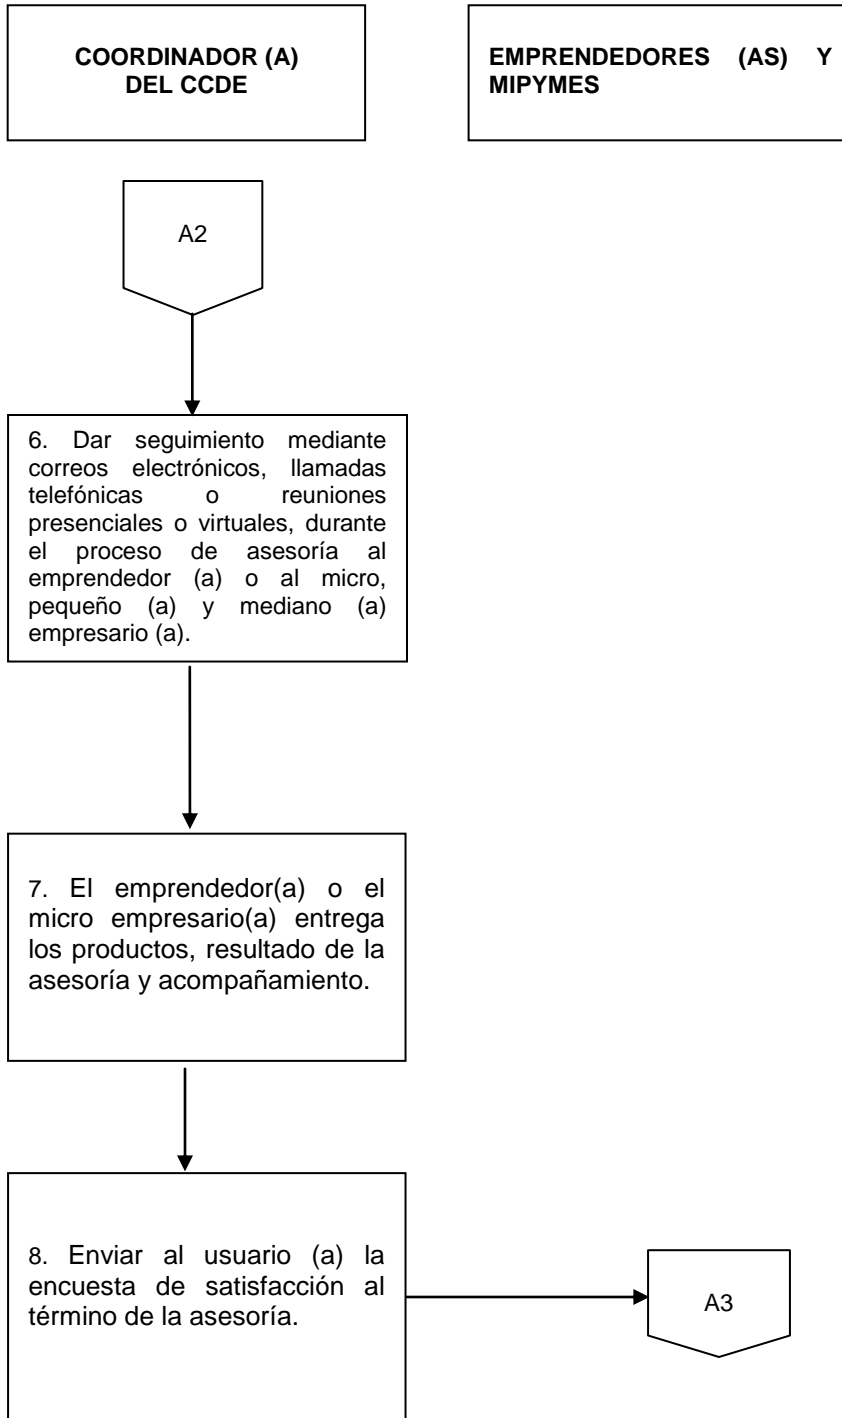 COORDINADOR (A)
DEL CCDE
EMPRENDEDORES (AS) Y
MIPYMES
A2
6. Dar seguimiento mediante
correos electrónicos, llamadas
telefónicas o reuniones
presenciales o virtuales, durante
el proceso de asesoría al
emprendedor (a) o al micro,
pequeño (a) y mediano (a)
empresario (a).
7. El emprendedor(a) o el
micro empresario(a) entrega
los productos, resultado de la
asesoría y acompañamiento.
8. Enviar al usuario (a) la
encuesta de satisfacción al
término de la asesoría.
A3